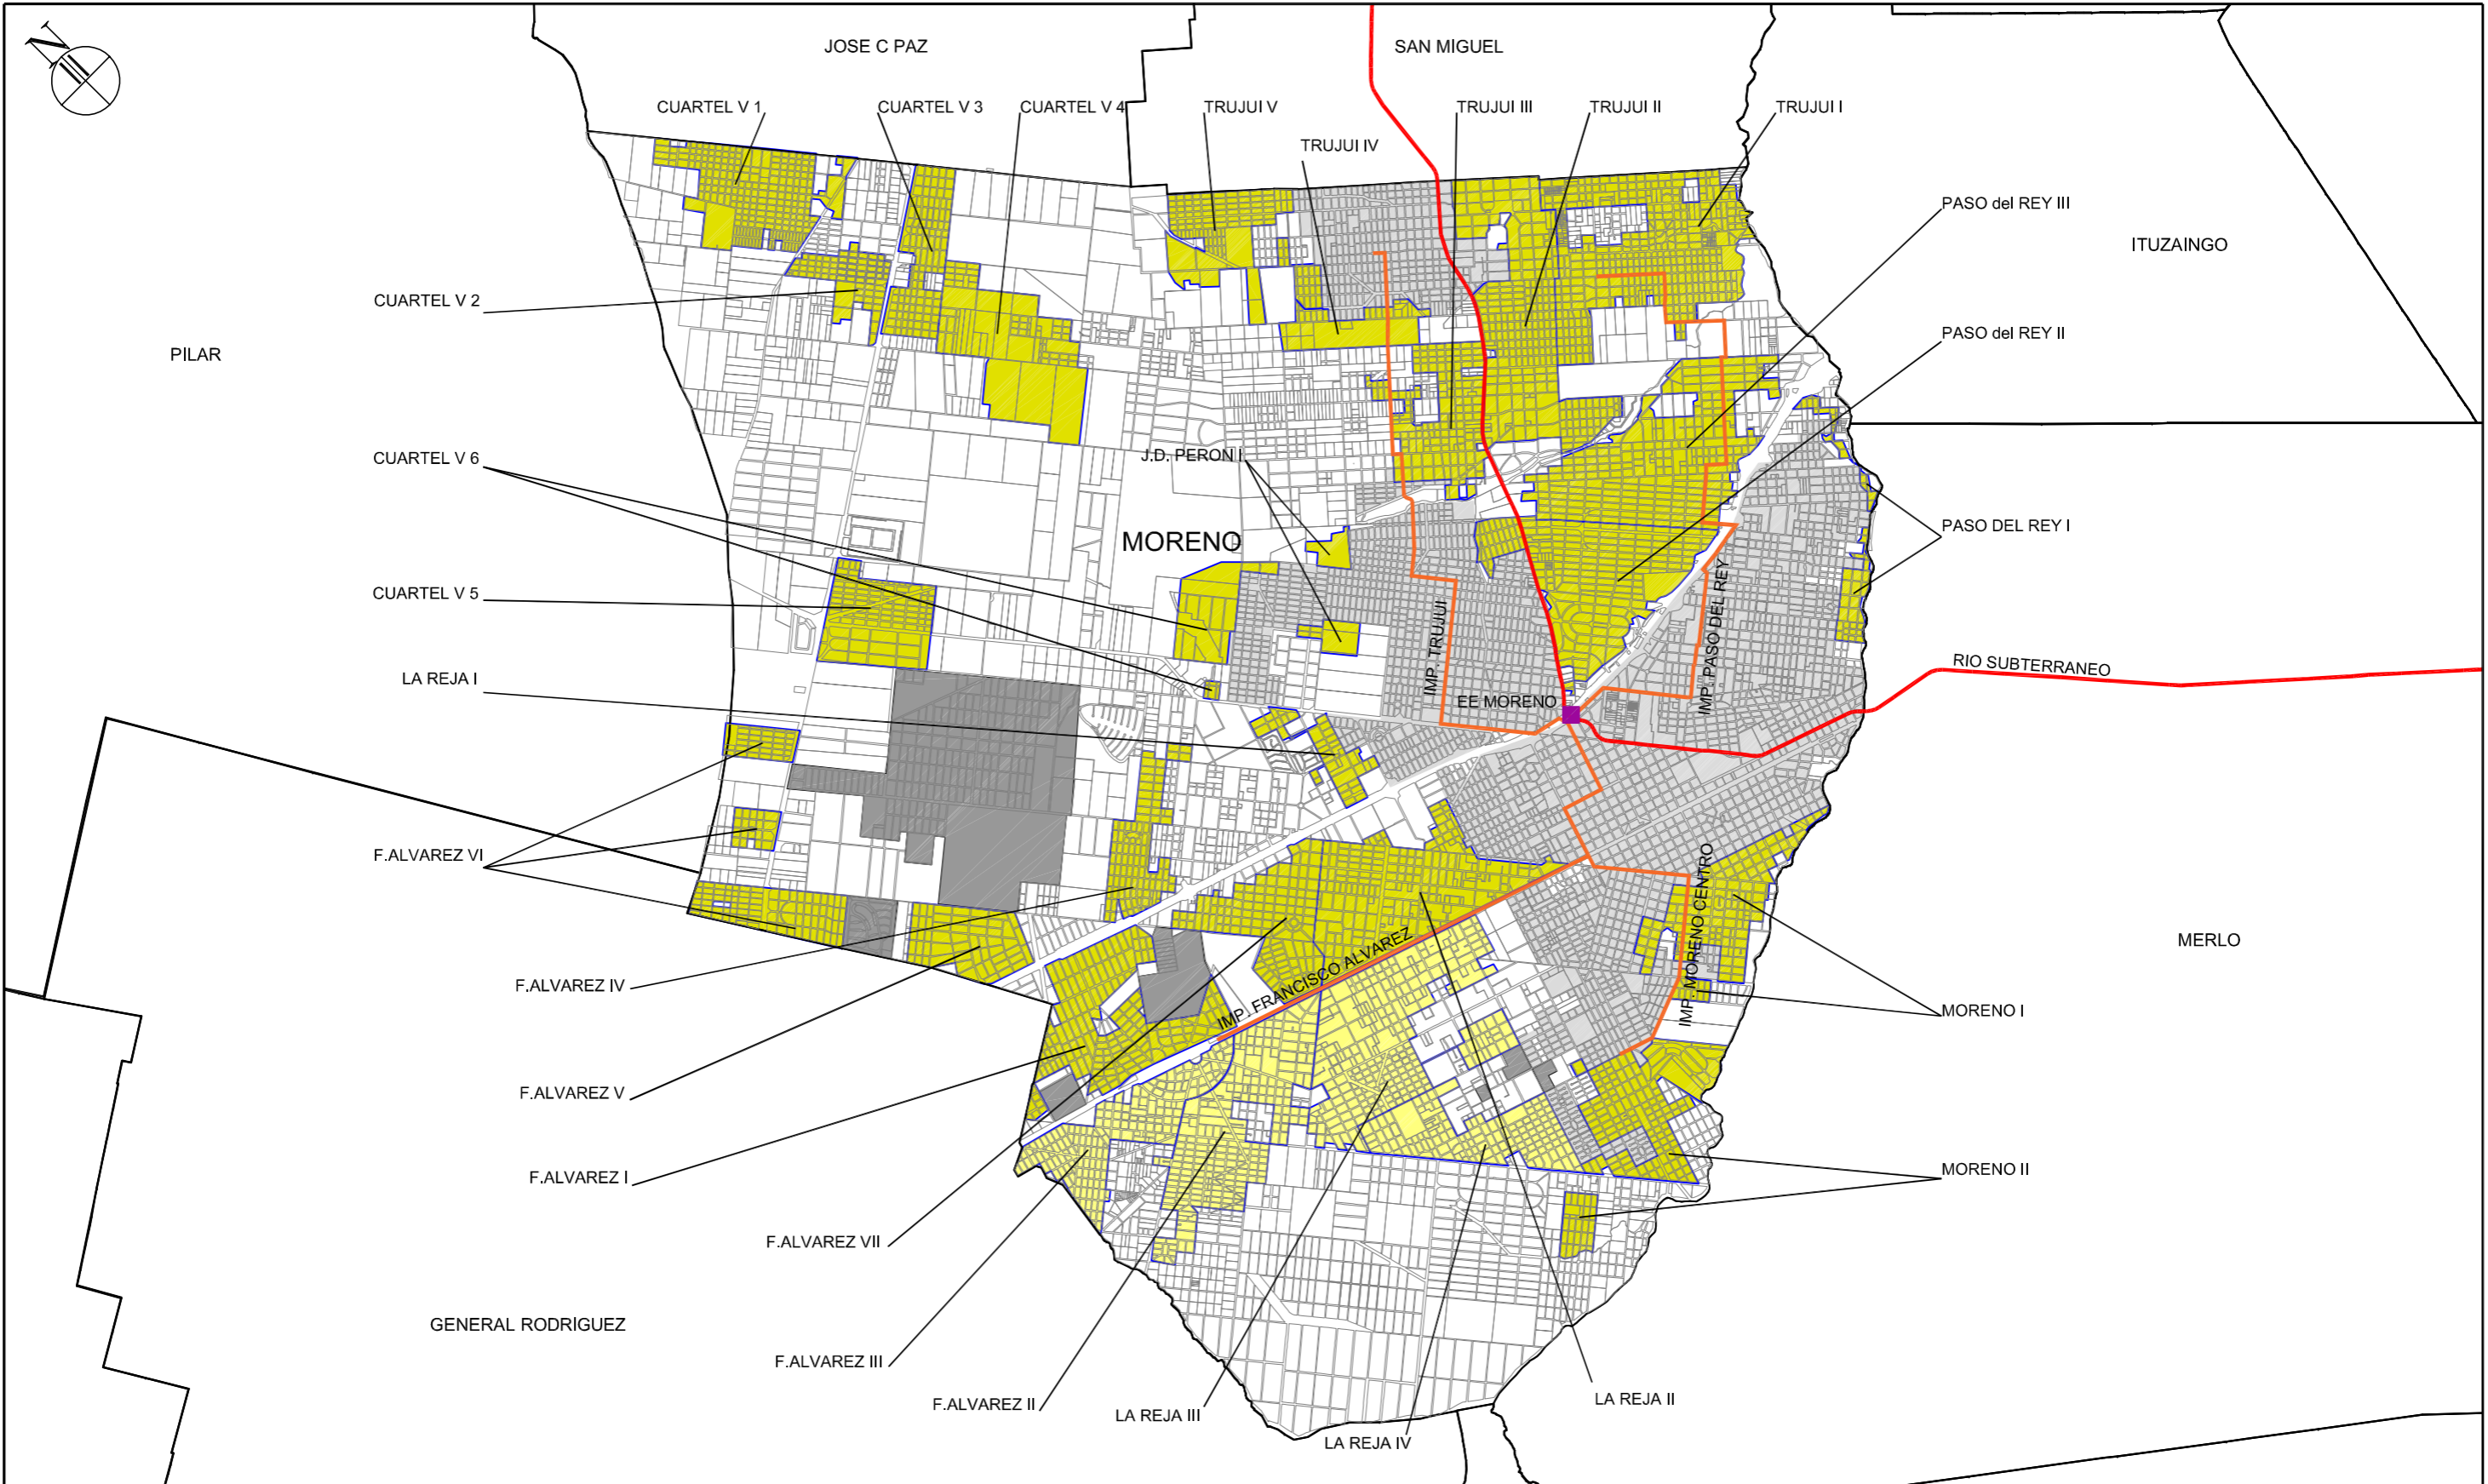 N
JOSE C PAZ
SAN MIGUEL
CUARTEL V 1
CUARTEL V 3
CUARTEL V 4
TRUJUI V
TRUJUI III
TRUJUI II
TRUJUI I
TRUJUI IV
PASO del REY III
ITUZAINGO
CUARTEL V 2
PASO del REY II
PILAR
J.D. PERON I
CUARTEL V 6
PASO DEL REY I
MORENO
CUARTEL V 5
IMP. TRUJUI
IMP. PASO DEL REY
RIO SUBTERRANEO
LA REJA I
EE MORENO
F.ALVAREZ VI
IMP. MORENO CENTRO
MERLO
IMP. FRANCISCO ALVAREZ
F.ALVAREZ IV
MORENO I
F.ALVAREZ V
F.ALVAREZ I
MORENO II
F.ALVAREZ VII
GENERAL RODRIGUEZ
F.ALVAREZ III
F.ALVAREZ II
LA REJA III
LA REJA II
LA REJA IV